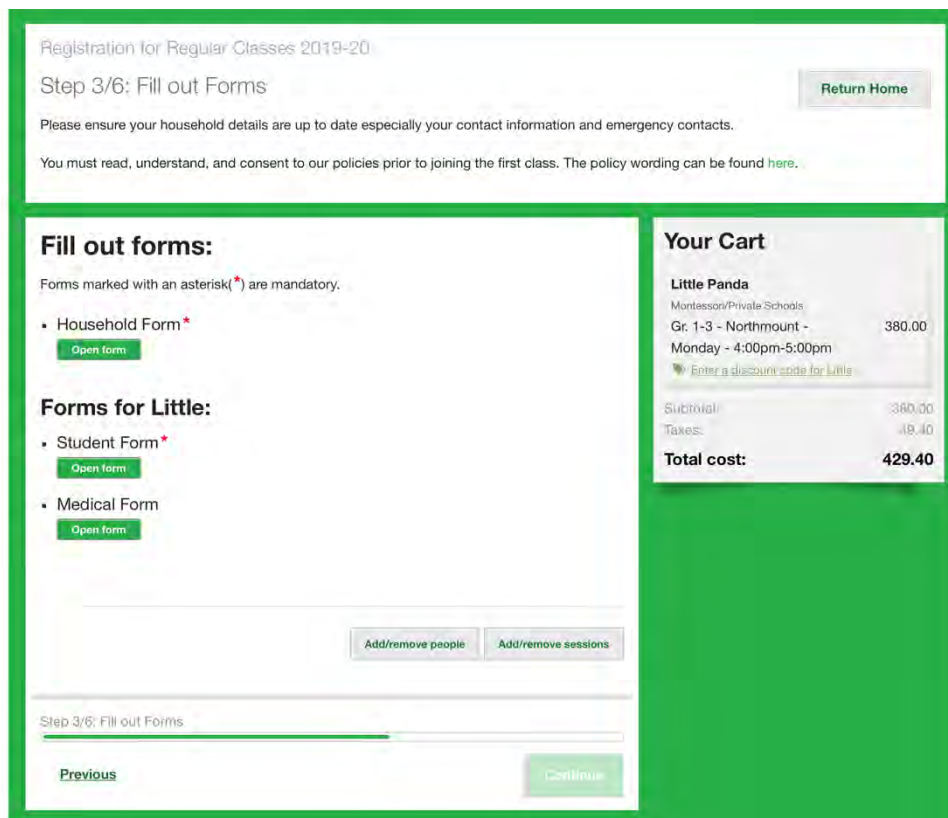 Registration for Regular Classes 2019-20
Step 3/6: Fill out Forms
Return Home
Please ensure your household details are up to date especially your contact information and emergency contacts.
You must read, understand, and consent to our policies prior to joining the first class. The policy wording can be found here.
Fill out forms:
Forms marked with an asterisk(*) are mandatory.
• Household Form*
Open form
Forms for Little:
• Student Form*
Open form
• Medical Form
Open form
Add/remove people
Add/remove sessions
Step 3/6: Fill out Forms
Previous
Continue
Your Cart
Little Panda
Montessori/Private Schools
Gr. 1-3 - Northmount - 380.00
Monday - 4:00pm-5:00pm
Enter a discount code for Little
Subtotal: 380.00
Taxes: 49.40
Total cost: 429.40